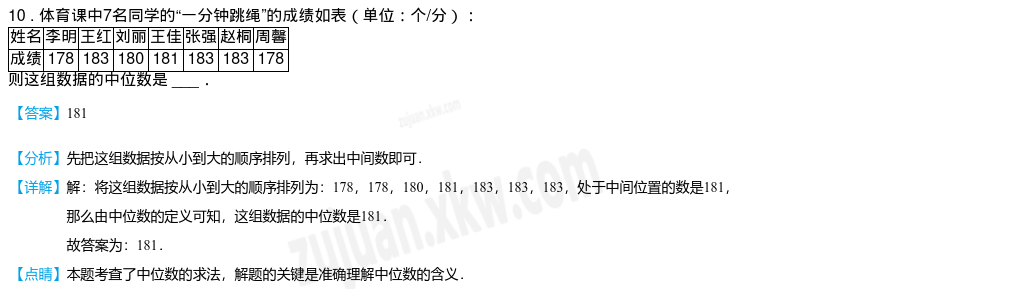 10．体育课中7名同学的“一分钟跳绳”的成绩如表（单位：个/分）：
姓名 李明 王红 刘丽 王佳 张强 赵桐 周馨
成绩 178 183 180 181 183 183 178
则这组数据的中位数是 ___．
【答案】181
【分析】先把这组数据按从小到大的顺序排列，再求出中间数即可．
【详解】解：将这组数据按从小到大的顺序排列为：178，178，180，181，183，183，183，处于中间位置的数是181，
那么由中位数的定义可知，这组数据的中位数是181．
故答案为：181．
【点睛】本题考查了中位数的求法，解题的关键是准确理解中位数的含义．
zujuan.xkw.com
zujuan.xkw.com